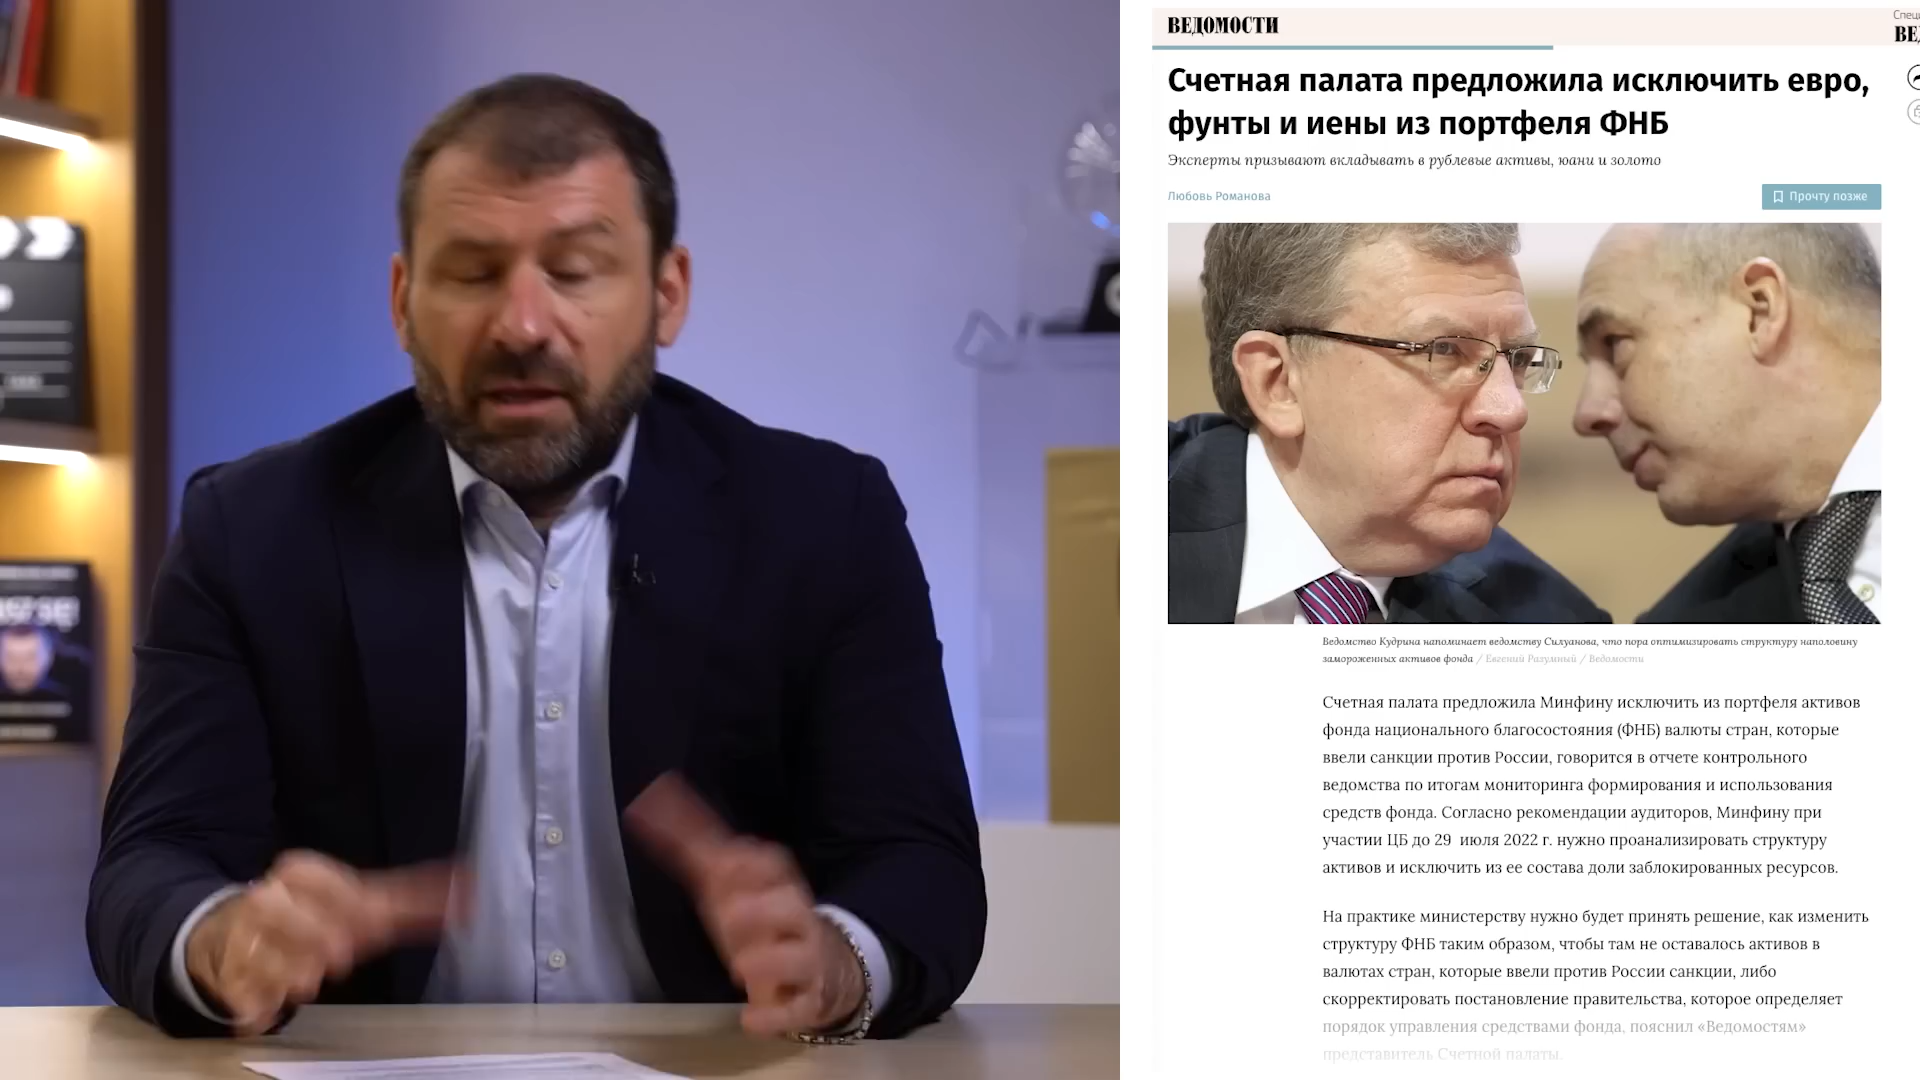 ВЕДОМОСТИ
Спец
ВЕД
Счетная палата предложила исключить евро,
фунты и иены из портфеля ФНБ
Эксперты призывают вкладывать в рублевые активы, юани и золото
Любовь Романова
Прочту позже
Ведомство Кудрина напоминает ведомству Силуанова, что пора оптимизировать структуру наполовину
замороженных активов фонда / Евгений Разумный / Ведомости
Счетная палата предложила Минфину исключить из портфеля активов
фонда национального благосостояния (ФНБ) валюты стран, которые
ввели санкции против России, говорится в отчете контрольного
ведомства по итогам мониторинга формирования и использования
средств фонда. Согласно рекомендации аудиторов, Минфину при
участии ЦБ до 29 июля 2022 г. нужно проанализировать структуру
активов и исключить из ее состава доли заблокированных ресурсов.
На практике министерству нужно будет принять решение, как изменить
структуру ФНБ таким образом, чтобы там не оставалось активов в
валютах стран, которые ввели против России санкции, либо
скорректировать постановление правительства, которое определяет
порядок управления средствами фонда, пояснил «Ведомостям»
представитель Счетной палаты.